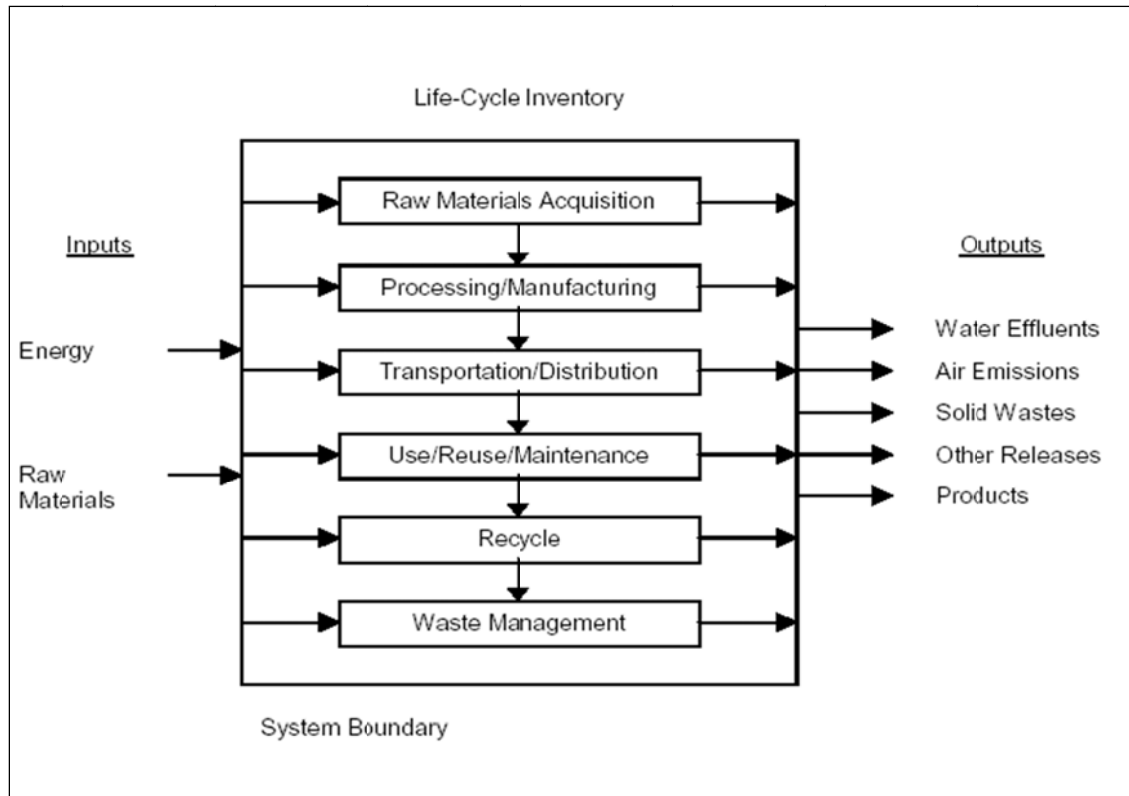 Life-Cycle Inventory
Inputs
Energy
Raw
Materials
Raw Materials Acquisition
Processing/Manufacturing
Transportation/Distribution
Use/Reuse/Maintenance
Recycle
Waste Management
Outputs
Water Effluents
Air Emissions
Solid Wastes
Other Releases
Products
System Boundary